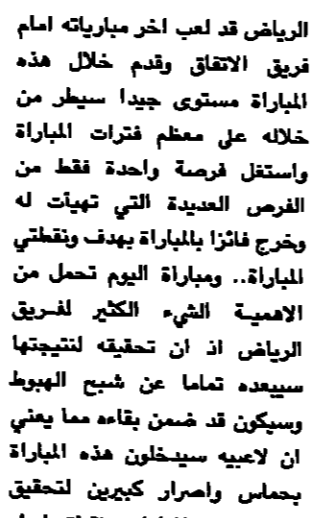 الرياض قد لعب اخر مبارياته امام
فريق الاتفاق وقدم خلال هذه
المباراة مستوى جيدا سيطر من
خلاله على معظم فترات المباراة
واستغل فرصة واحدة فقط من
الفرص العديدة التي تهيأت له
وخرج فائزا بالمباراة بهدف ونقطتي
المباراة.. ومباراة اليوم تحمل من
الاهمية الشيء الكثير لفريق
الرياض اذ ان تحقيقه لنتيجتها
سيبعده تماما عن شبح الهبوط
وسيكون قد ضمن بقاءه مما يعني
ان لاعبيه سيدخلون هذه المباراة
بحماس واصرار كبيرين لتحقيق